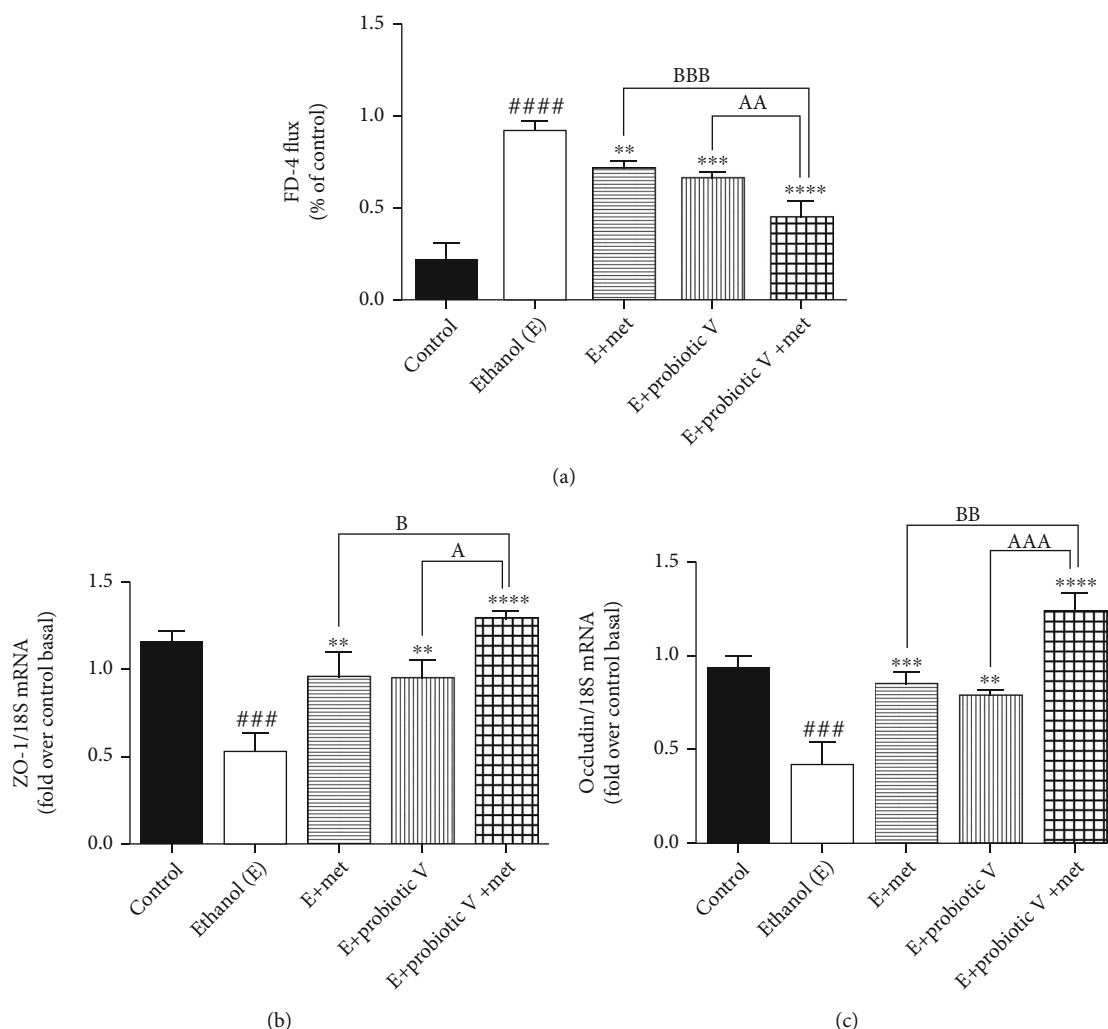 1.5
1.0
0.5
0.0
FD-4 flux
(% of control)
####
**
***
****
BBB
AA
Control
Ethanol (E)
E+met
E+probiotic V
E+probiotic V +met
(a)
1.5
1.0
0.5
0.0
ZO-1/18S mRNA
(fold over control basal)
###
**
**
****
B
A
Control
Ethanol (E)
E+met
E+probiotic V
E+probiotic V +met
(b)
1.5
1.0
0.5
0.0
Occludin/18S mRNA
(fold over control basal)
###
***
**
****
BB
AAA
Control
Ethanol (E)
E+met
E+probiotic V
E+probiotic V +met
(c)